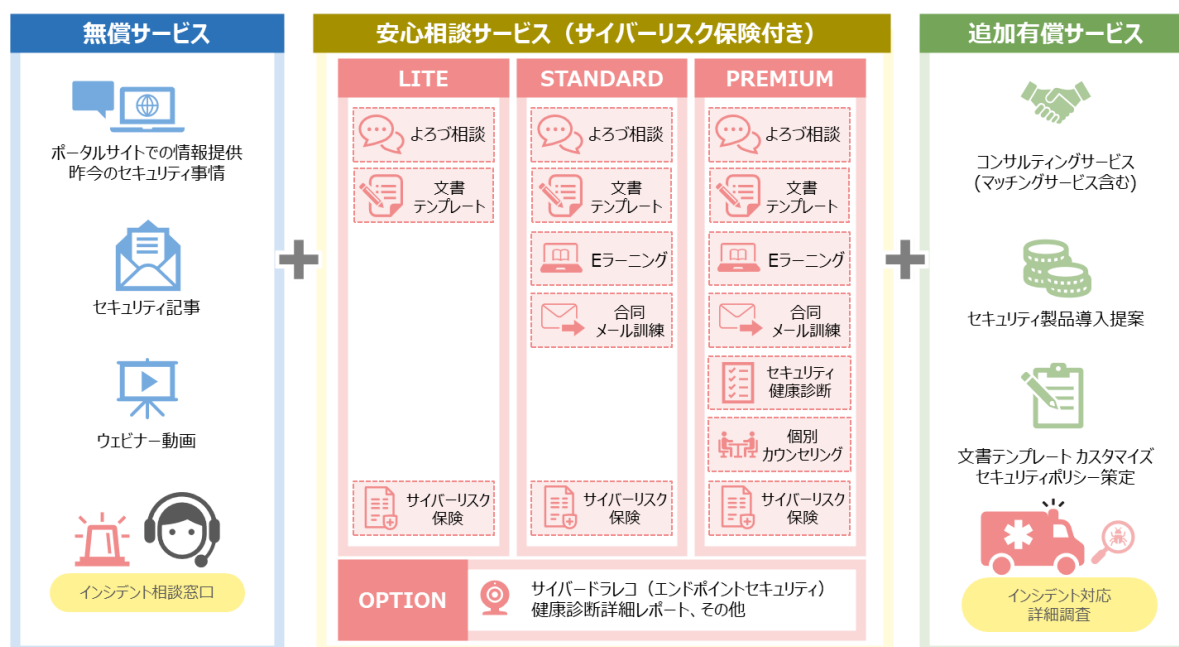 無償サービス
ポータルサイトでの情報提供
昨今のセキュリティ事情
セキュリティ記事
ウェビナー動画
インシデント相談窓口
安心相談サービス（サイバーリスク保険付き）
LITE
よろづ相談
文書
テンプレート
サイバーリスク
保険
STANDARD
よろづ相談
文書
テンプレート
Eラーニング
合同
メール訓練
サイバーリスク
保険
PREMIUM
よろづ相談
文書
テンプレート
Eラーニング
合同
メール訓練
セキュリティ
健康診断
個別
カウンセリング
サイバーリスク
保険
OPTION
サイバードラレコ（エンドポイントセキュリティ）
健康診断詳細レポート、その他
追加有償サービス
コンサルティングサービス
(マッチングサービス含む)
セキュリティ製品導入提案
文書テンプレート カスタマイズ
セキュリティポリシー策定
インシデント対応
詳細調査